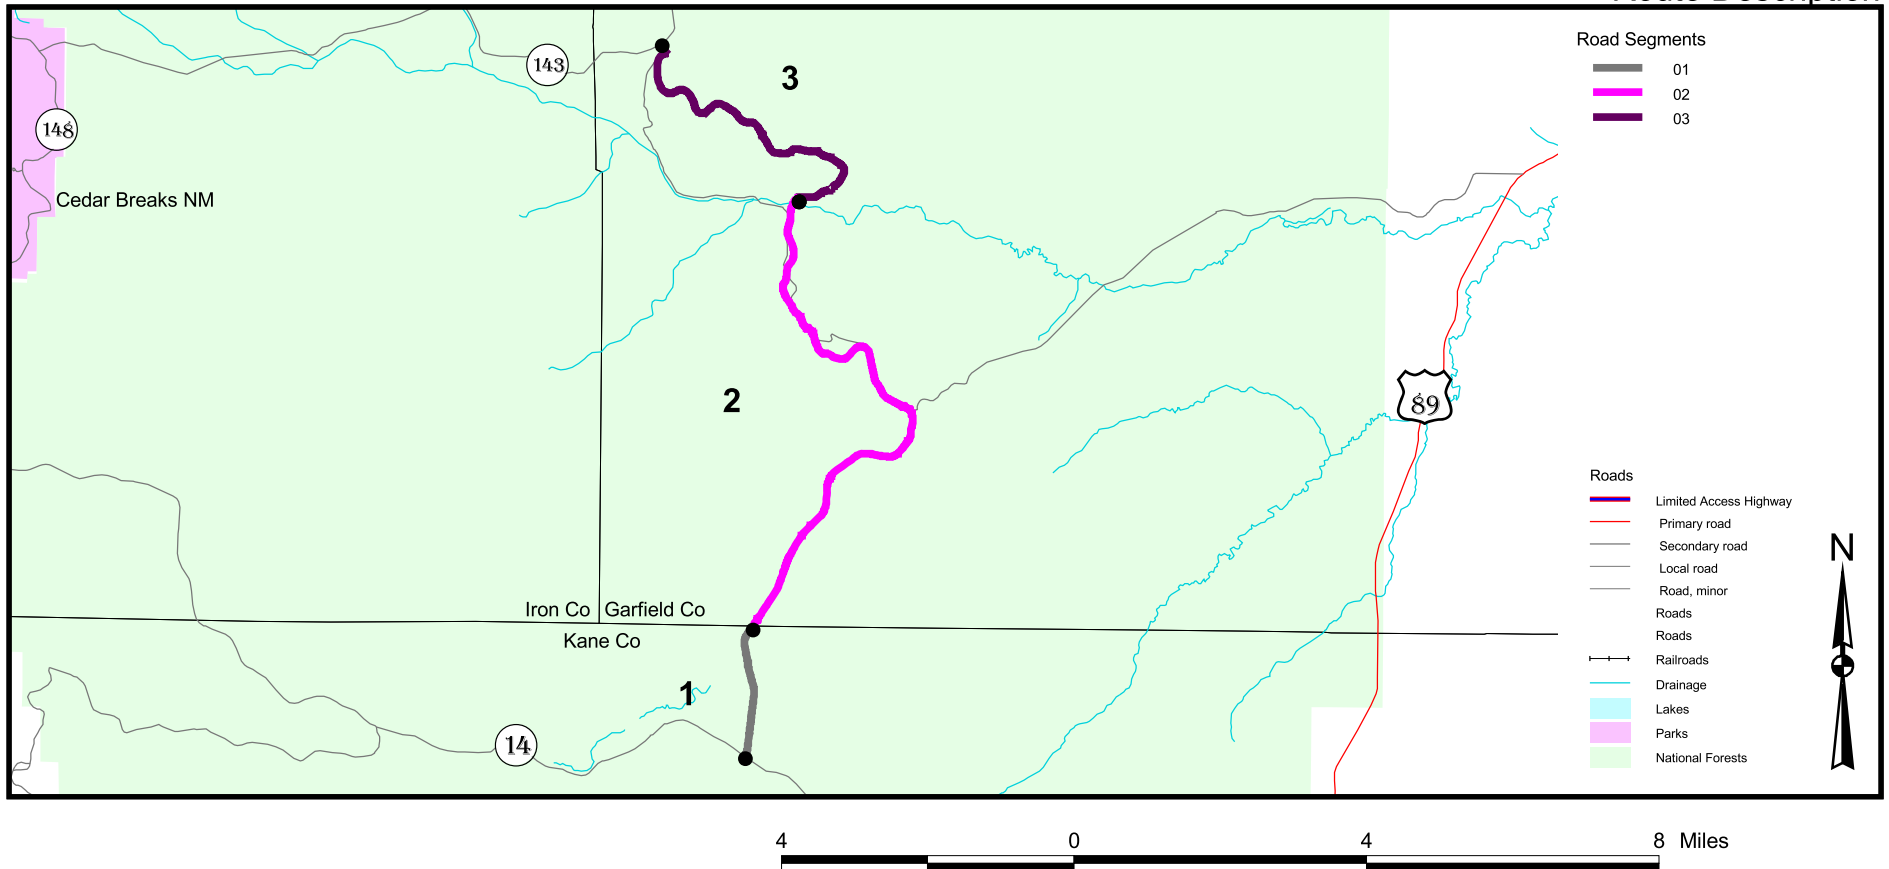 Route Description
Road Segments
01
02
03
143
3
148
Cedar Breaks NM
2
89
Roads
Limited Access Highway
Primary road
Secondary road
Local road
Road, minor
Roads
Roads
Railroads
Drainage
Lakes
Parks
National Forests
N
Iron Co Garfield Co
Kane Co
1
14
4 0 4 8 Miles